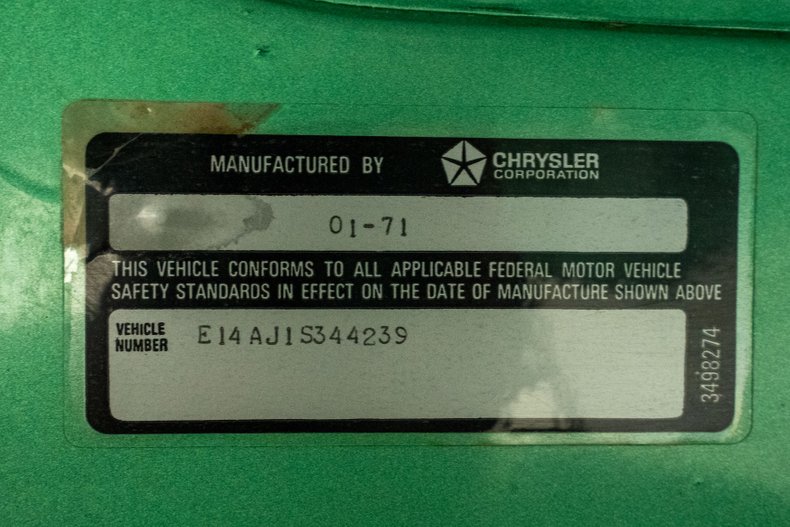 MANUFACTURED BY CHRYSLER CORPORATION
01-71
THIS VEHICLE CONFORMS TO ALL APPLICABLE FEDERAL MOTOR VEHICLE
SAFETY STANDARDS IN EFFECT ON THE DATE OF MANUFACTURE SHOWN ABOVE
VEHICLE NUMBER E14AJ1S344239
3498274